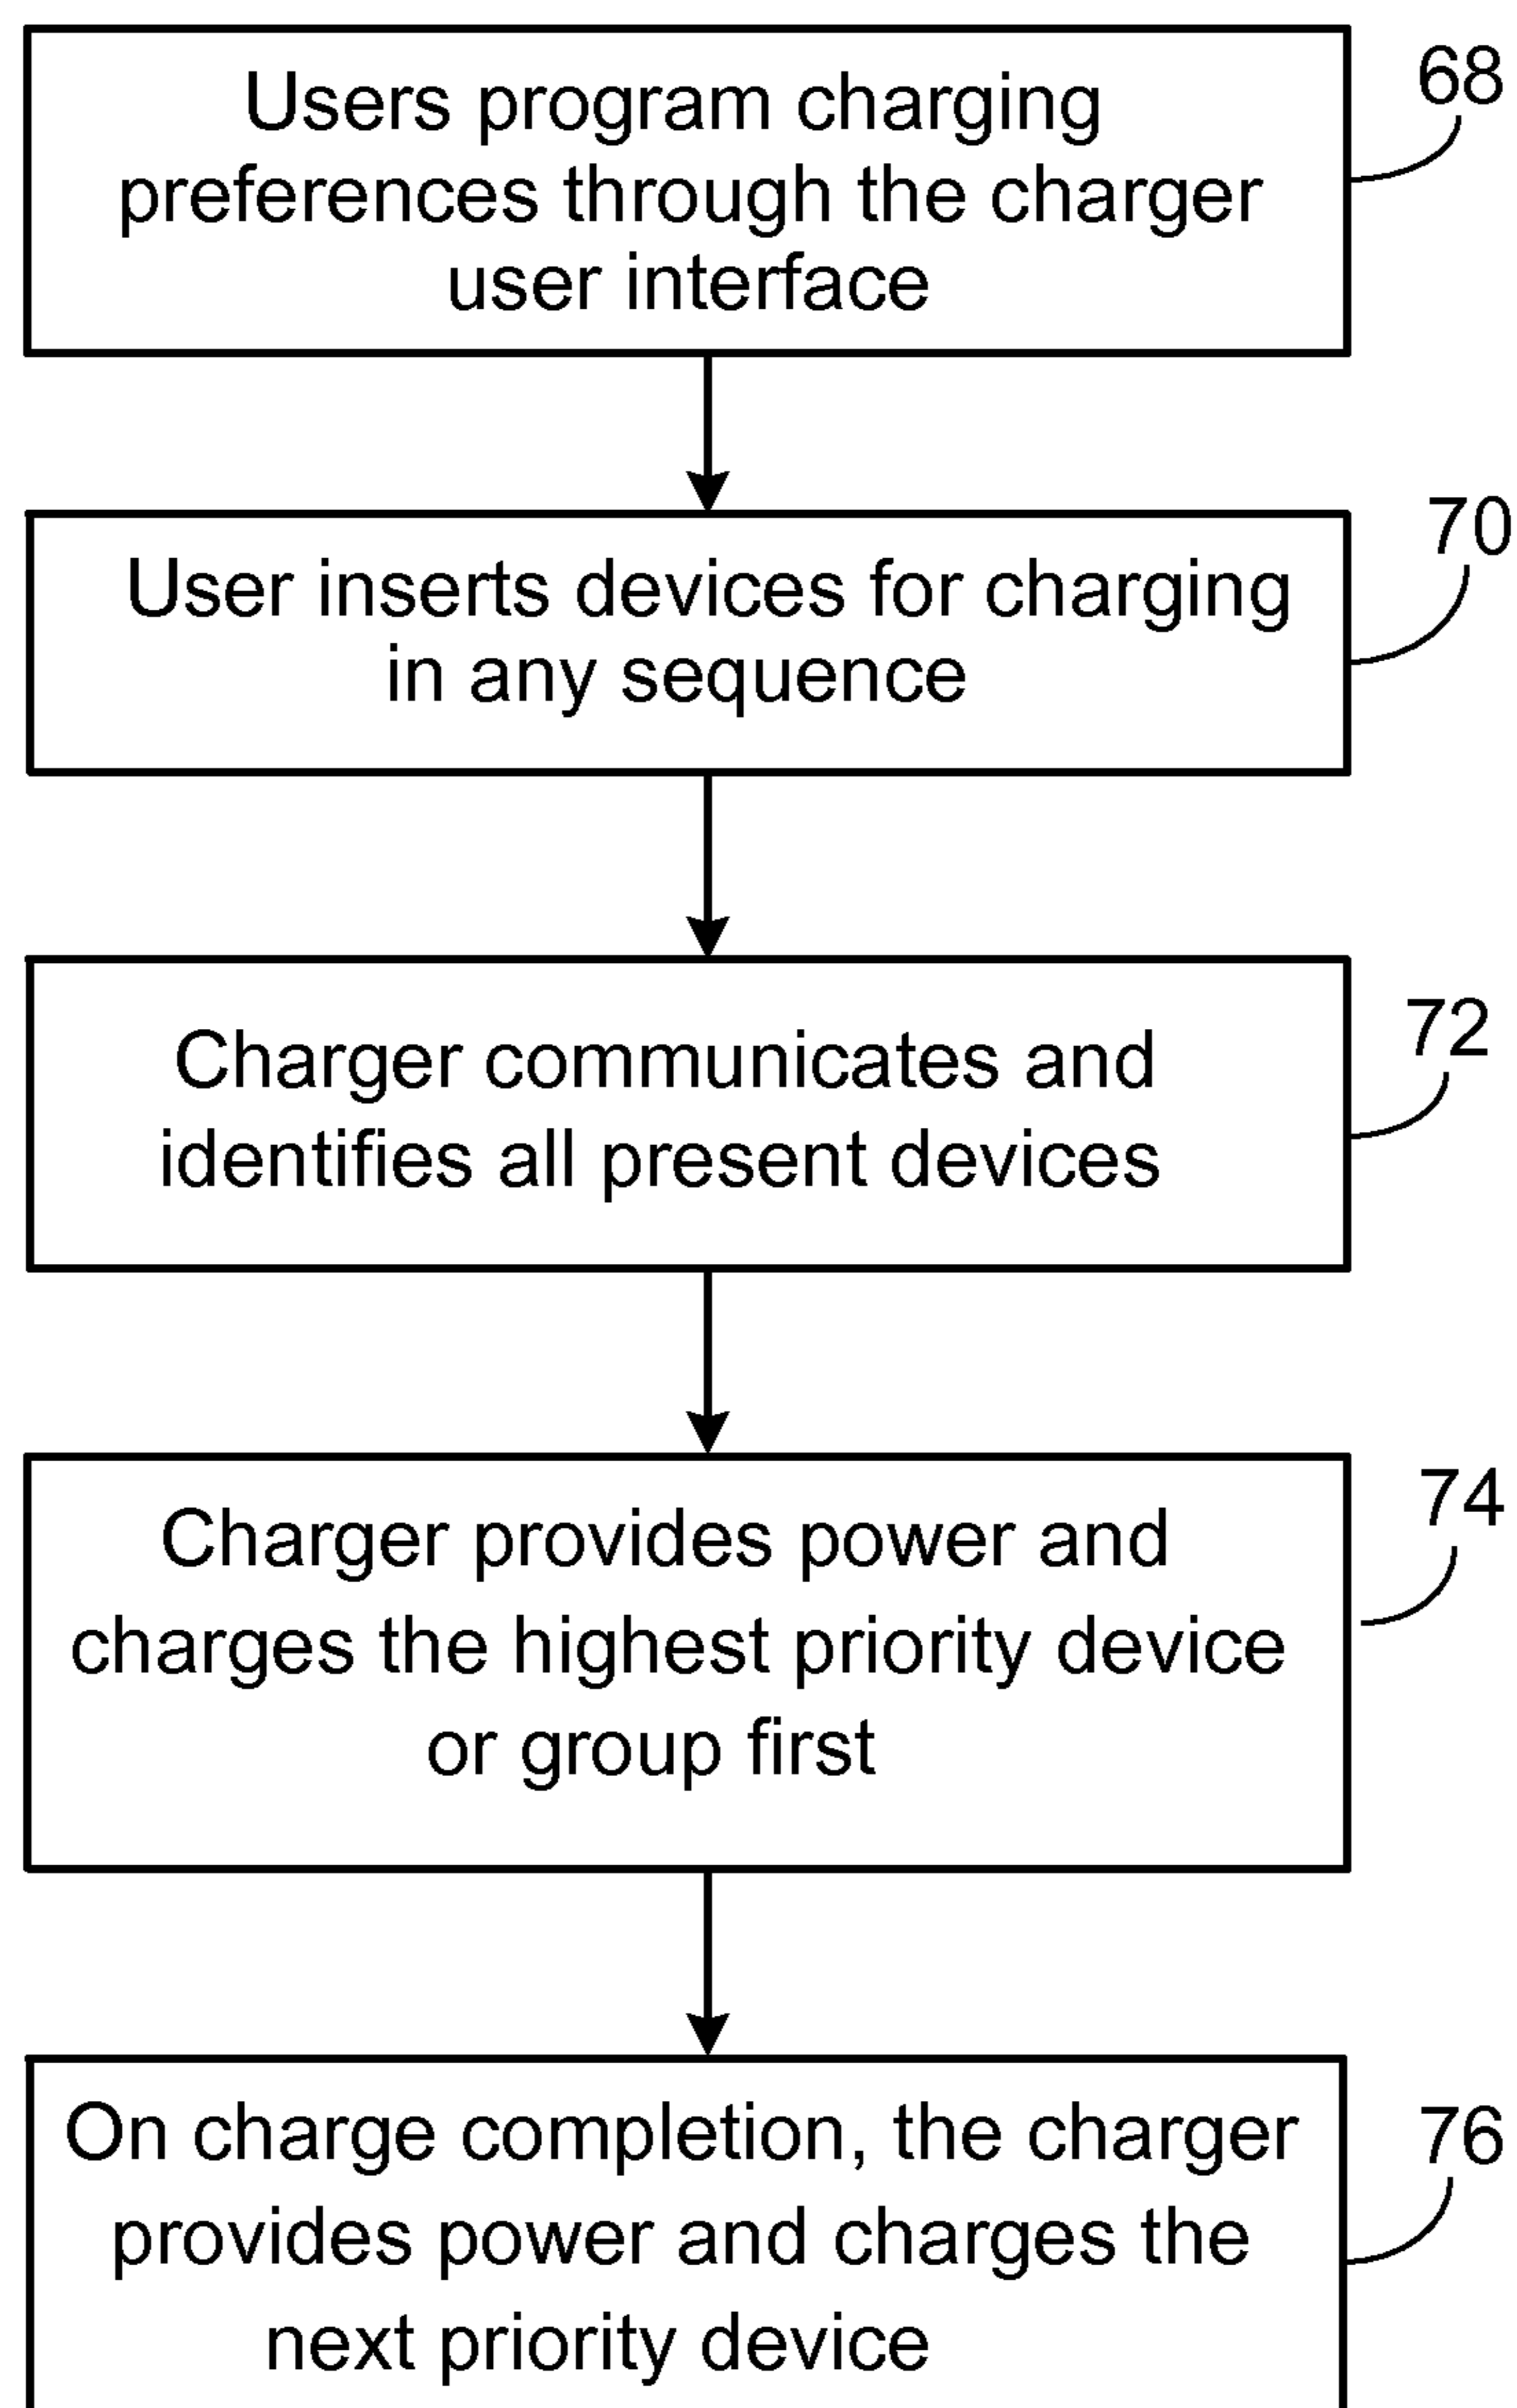 Users program charging
preferences through the charger
user interface
68
User inserts devices for charging
in any sequence
70
Charger communicates and
identifies all present devices
72
Charger provides power and
charges the highest priority device
or group first
74
On charge completion, the charger
provides power and charges the
next priority device
76